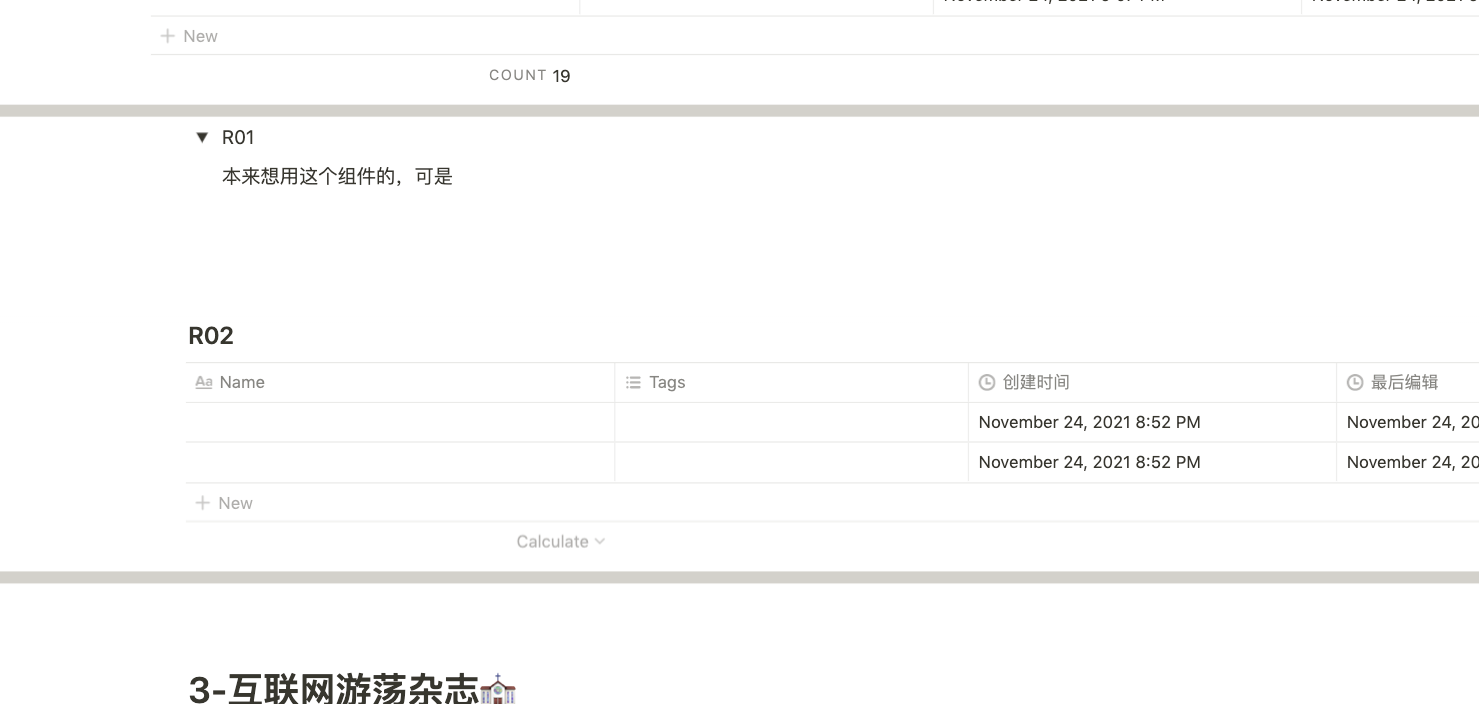 New
COUNT 19
R01
本来想用这个组件的，可是
R02
Aa Name Tags 创建时间 最后编辑
November 24, 2021 8:52 PM November 24, 20
November 24, 2021 8:52 PM November 24, 20
New
Calculate
3-互联网游荡杂志